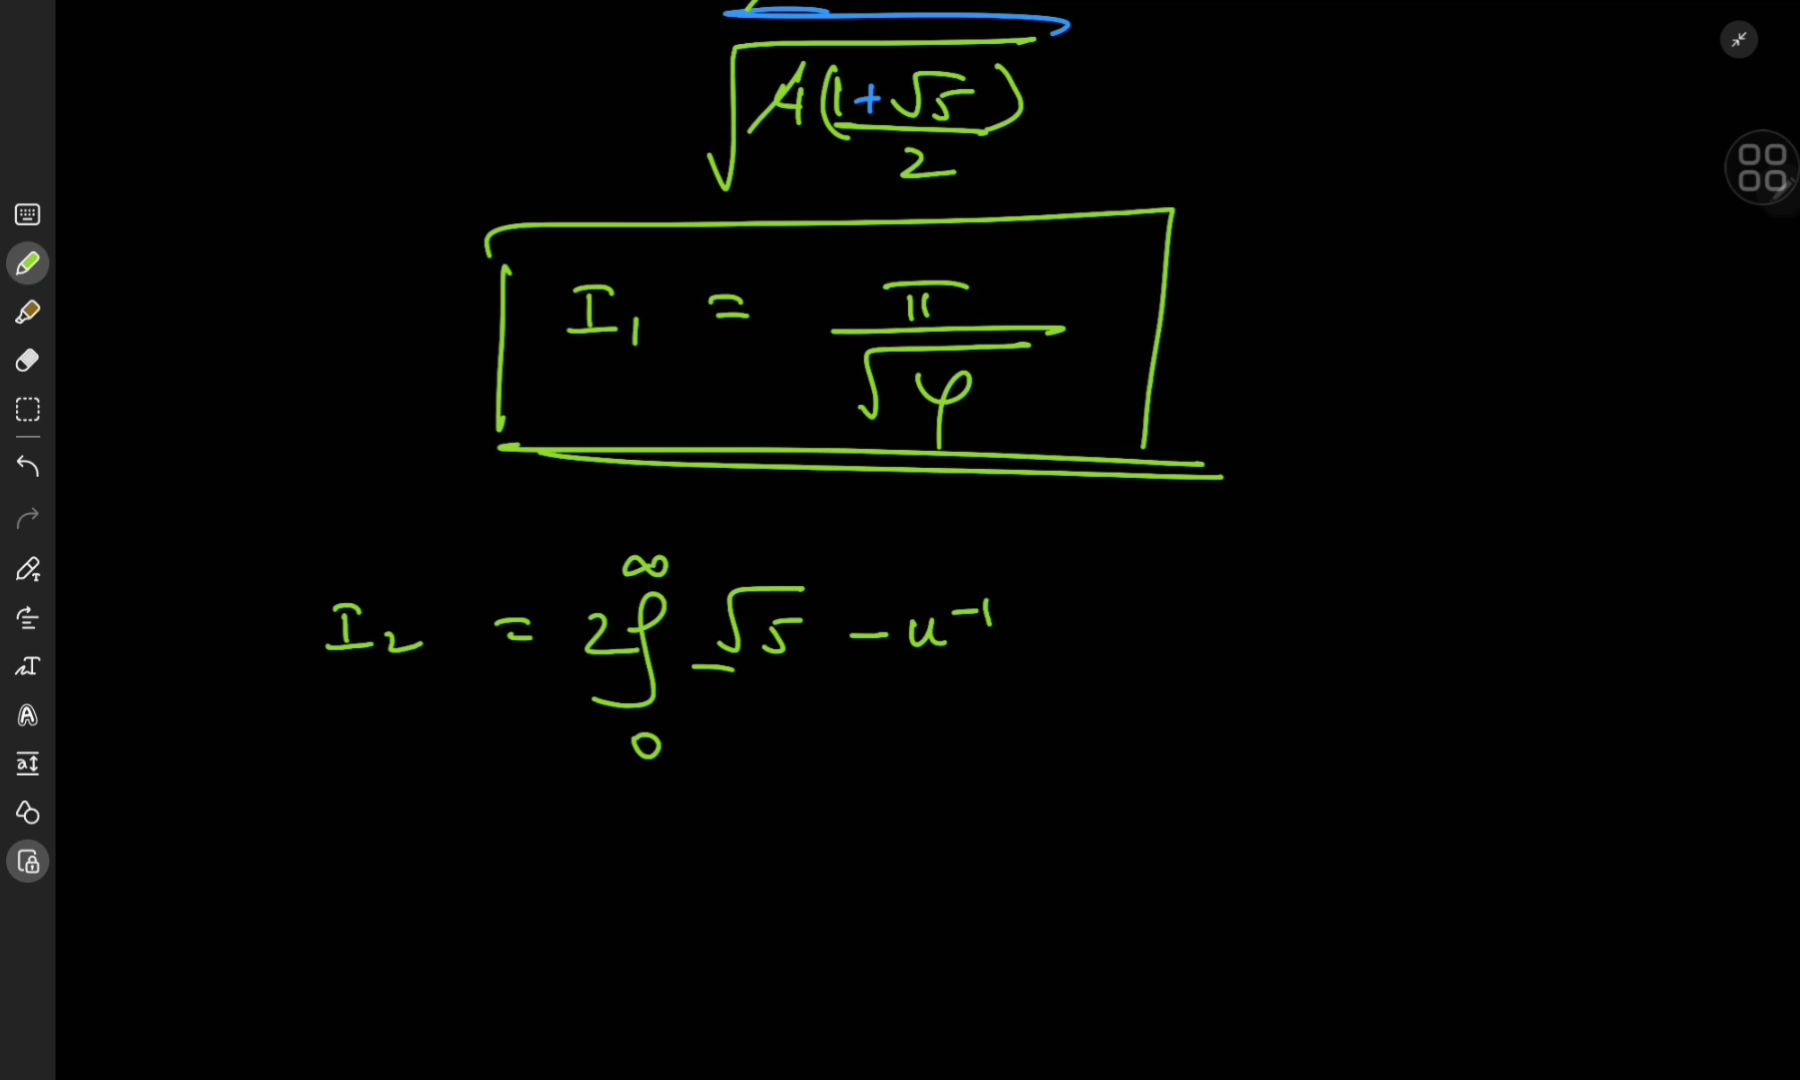 √(4(1+√5)/2)
I₁ = π/√φ
I₂ = 2∫₀^∞ √5 − u⁻¹